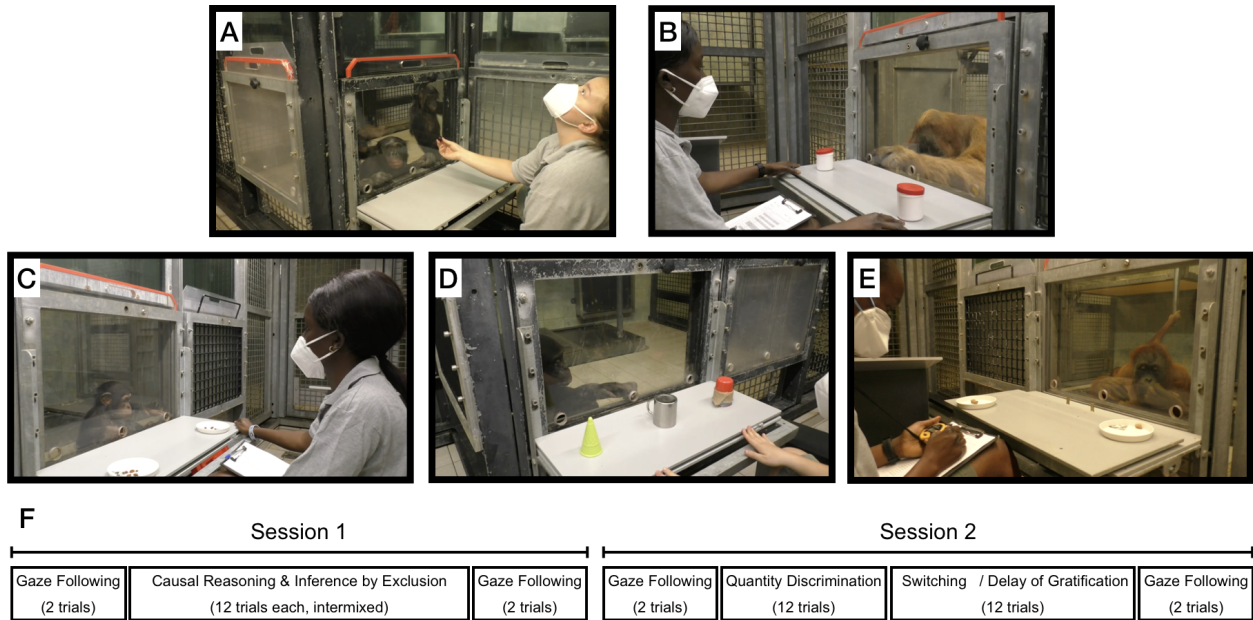 A
B
C
D
E
F
Session 1
Session 2
Gaze Following
(2 trials)
Causal Reasoning & Inference by Exclusion
(12 trials each, intermixed)
Gaze Following
(2 trials)
Gaze Following
(2 trials)
Quantity Discrimination
(12 trials)
Switching / Delay of Gratification
(12 trials)
Gaze Following
(2 trials)